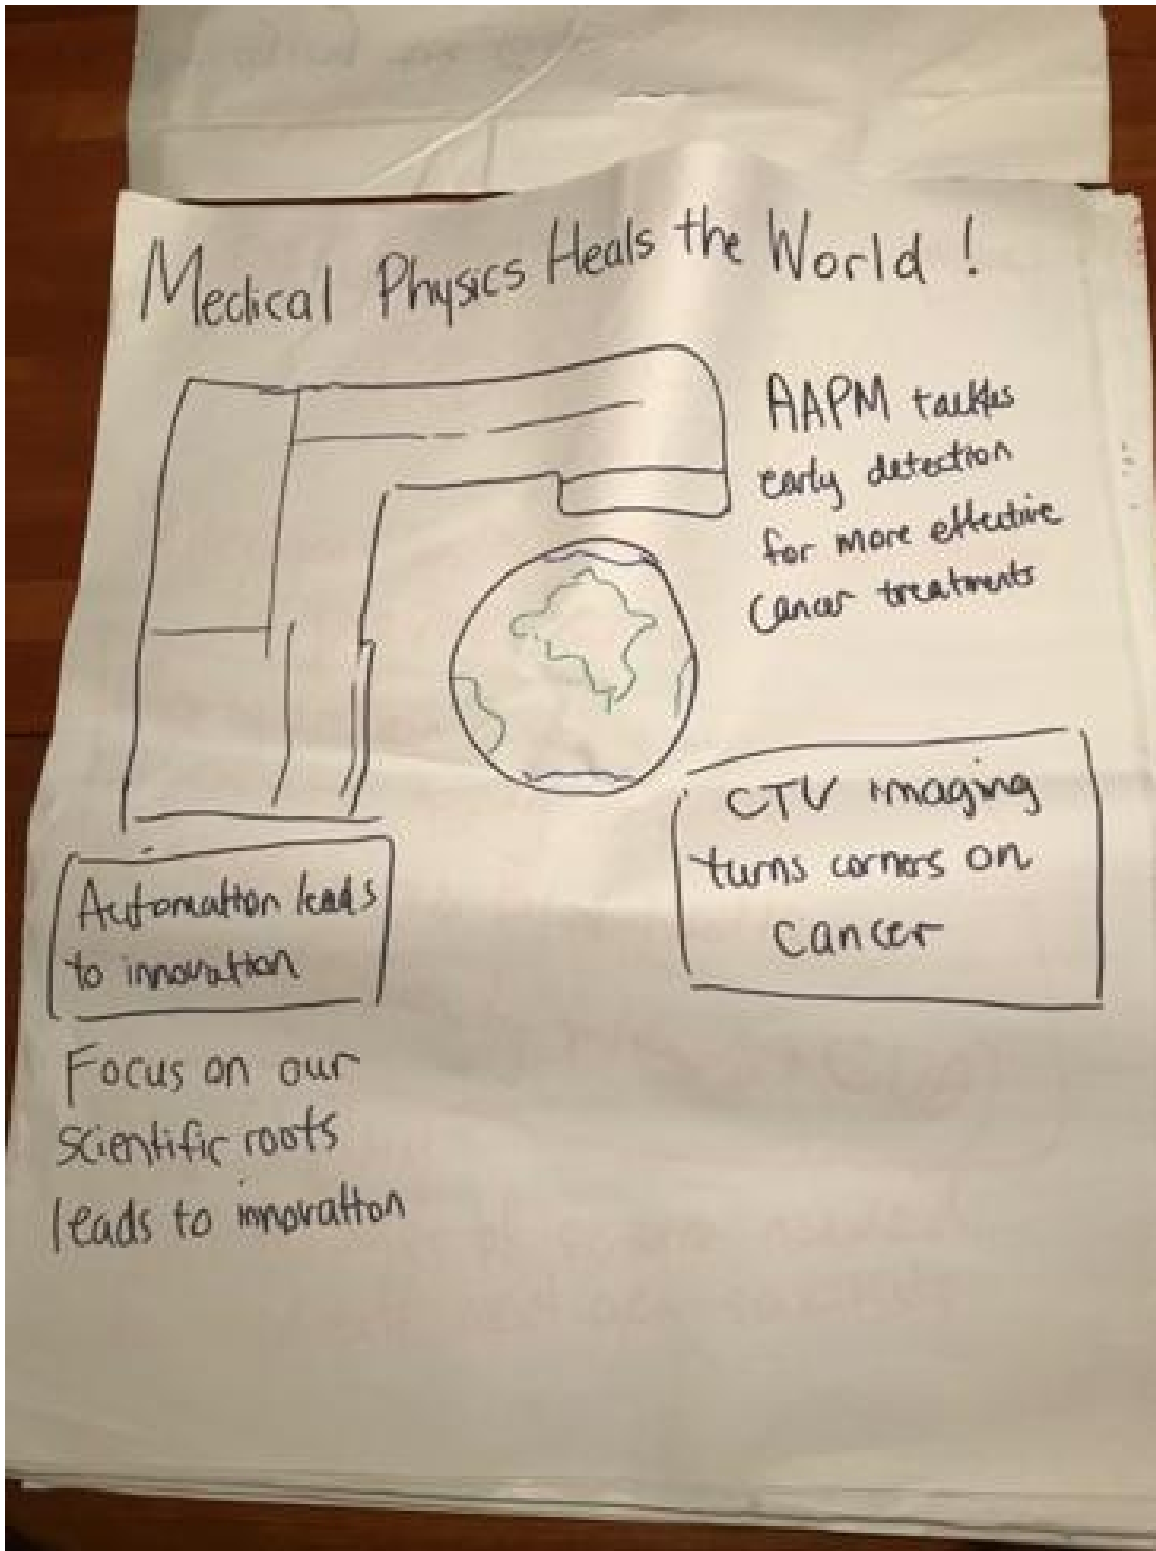 Medical Physics Heals the World !
AAPM tackles
early detection
for more effective
cancer treatments
CTV imaging
turns corners on
cancer
Automation leads
to innovation
Focus on our
scientific roots
leads to innovation